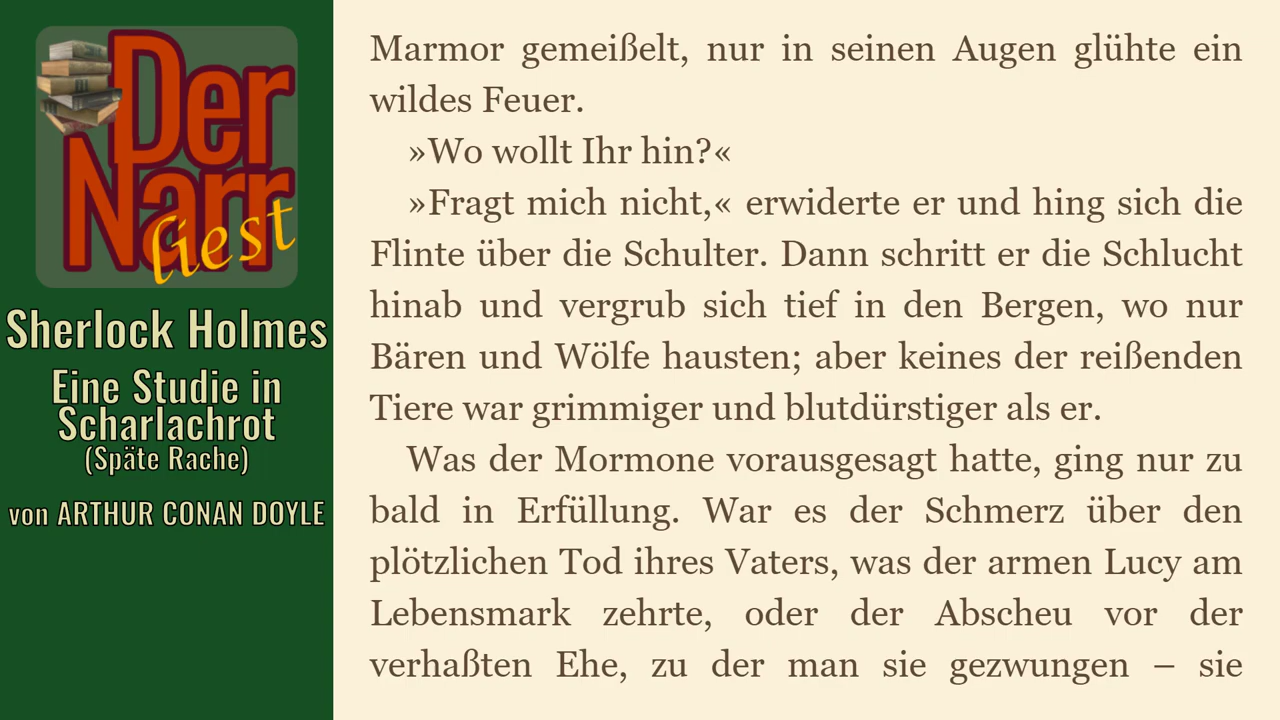 Der
Narr
liest
Sherlock Holmes
Eine Studie in
Scharlachrot
(Späte Rache)
von ARTHUR CONAN DOYLE
Marmor gemeißelt, nur in seinen Augen glühte ein
wildes Feuer.
»Wo wollt Ihr hin?«
»Fragt mich nicht,« erwiderte er und hing sich die
Flinte über die Schulter. Dann schritt er die Schlucht
hinab und vergrub sich tief in den Bergen, wo nur
Bären und Wölfe hausten; aber keines der reißenden
Tiere war grimmiger und blutdürstiger als er.
Was der Mormone vorausgesagt hatte, ging nur zu
bald in Erfüllung. War es der Schmerz über den
plötzlichen Tod ihres Vaters, was der armen Lucy am
Lebensmark zehrte, oder der Abscheu vor der
verhaßten Ehe, zu der man sie gezwungen – sie